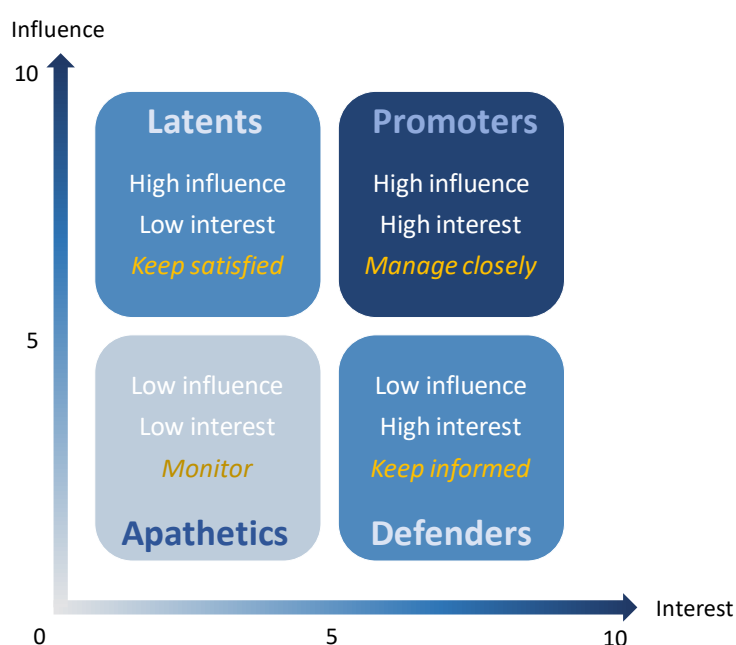 Influence
10
Latents
High influence
Low interest
Keep satisfied
Promoters
High influence
High interest
Manage closely
5
Low influence
Low interest
Monitor
Apathetics
Low influence
High interest
Keep informed
Defenders
Interest
0
5
10